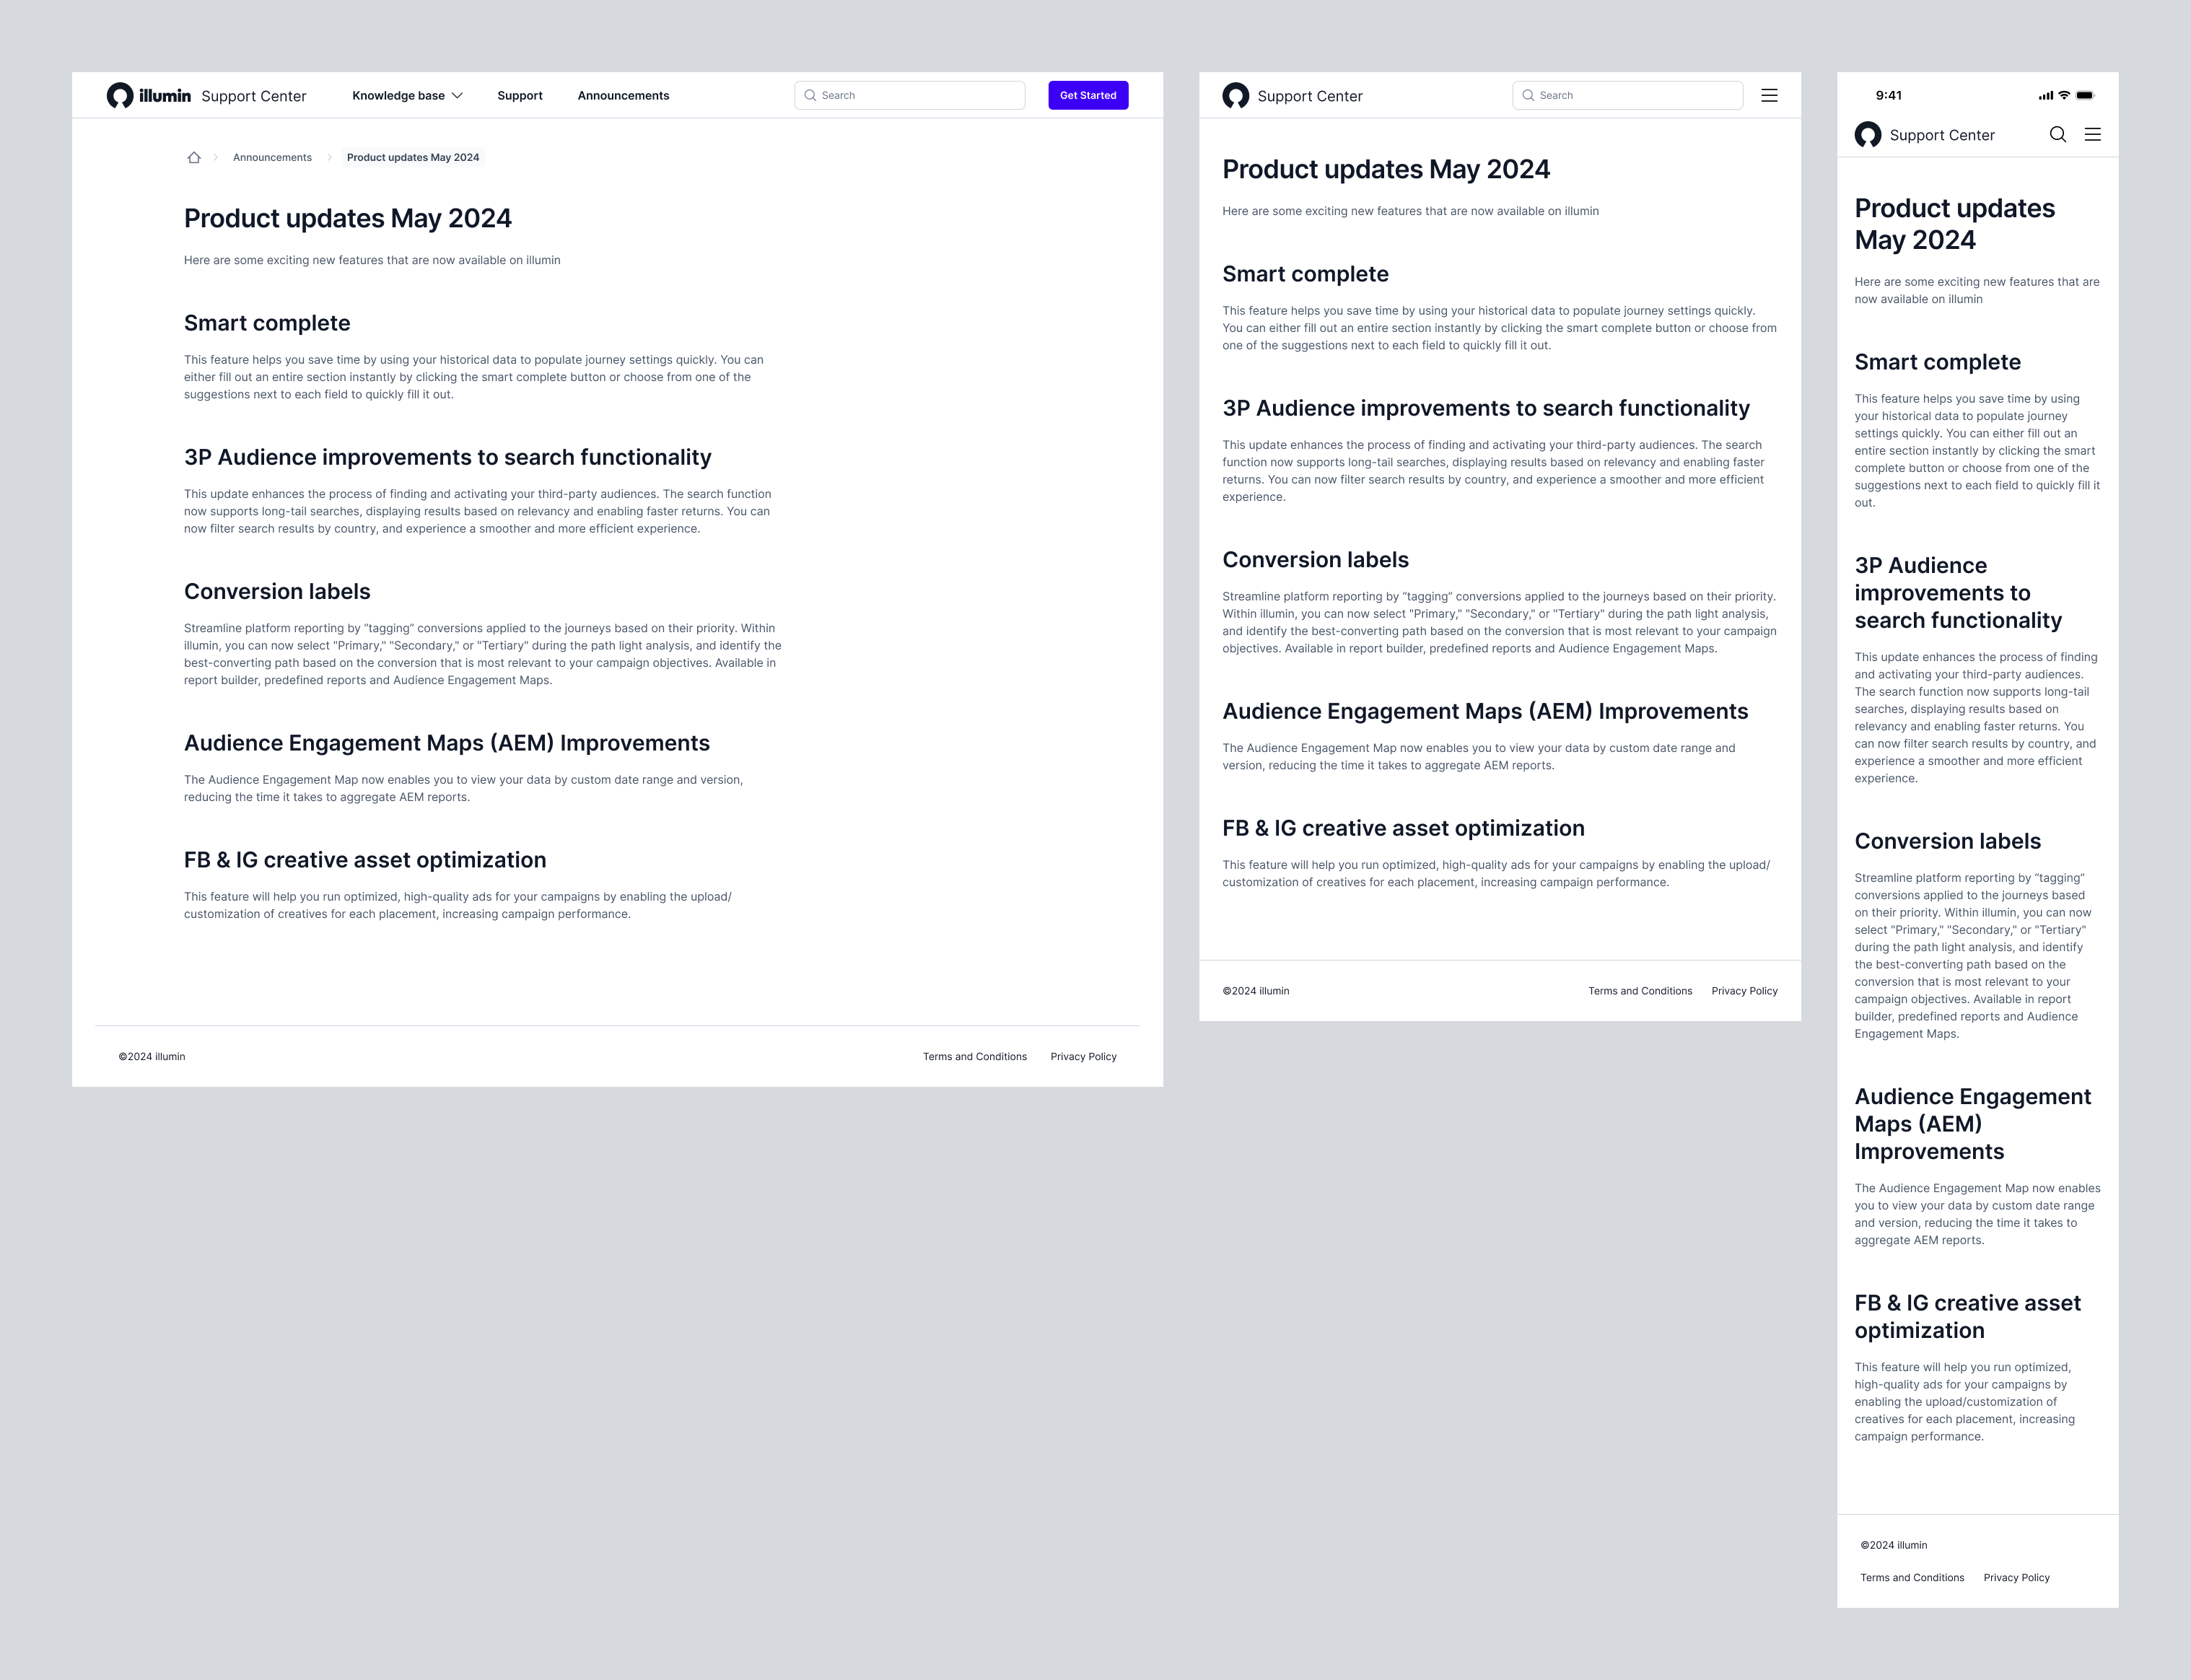 illumin Support Center Knowledge base Support Announcements Search Get Started
Announcements Product updates May 2024
Product updates May 2024
Here are some exciting new features that are now available on illumin
Smart complete
This feature helps you save time by using your historical data to populate journey settings quickly. You can
either fill out an entire section instantly by clicking the smart complete button or choose from one of the
suggestions next to each field to quickly fill it out.
3P Audience improvements to search functionality
This update enhances the process of finding and activating your third-party audiences. The search function
now supports long-tail searches, displaying results based on relevancy and enabling faster returns. You can
now filter search results by country, and experience a smoother and more efficient experience.
Conversion labels
Streamline platform reporting by “tagging” conversions applied to the journeys based on their priority. Within
illumin, you can now select "Primary," "Secondary," or "Tertiary" during the path light analysis, and identify the
best-converting path based on the conversion that is most relevant to your campaign objectives. Available in
report builder, predefined reports and Audience Engagement Maps.
Audience Engagement Maps (AEM) Improvements
The Audience Engagement Map now enables you to view your data by custom date range and version,
reducing the time it takes to aggregate AEM reports.
FB & IG creative asset optimization
This feature will help you run optimized, high-quality ads for your campaigns by enabling the upload/
customization of creatives for each placement, increasing campaign performance.
©2024 illumin Terms and Conditions Privacy Policy
Support Center Search
Product updates May 2024
Here are some exciting new features that are now available on illumin
Smart complete
This feature helps you save time by using your historical data to populate journey settings quickly.
You can either fill out an entire section instantly by clicking the smart complete button or choose from
one of the suggestions next to each field to quickly fill it out.
3P Audience improvements to search functionality
This update enhances the process of finding and activating your third-party audiences. The search
function now supports long-tail searches, displaying results based on relevancy and enabling faster
returns. You can now filter search results by country, and experience a smoother and more efficient
experience.
Conversion labels
Streamline platform reporting by “tagging” conversions applied to the journeys based on their priority.
Within illumin, you can now select "Primary," "Secondary," or "Tertiary" during the path light analysis,
and identify the best-converting path based on the conversion that is most relevant to your campaign
objectives. Available in report builder, predefined reports and Audience Engagement Maps.
Audience Engagement Maps (AEM) Improvements
The Audience Engagement Map now enables you to view your data by custom date range and
version, reducing the time it takes to aggregate AEM reports.
FB & IG creative asset optimization
This feature will help you run optimized, high-quality ads for your campaigns by enabling the upload/
customization of creatives for each placement, increasing campaign performance.
©2024 illumin Terms and Conditions Privacy Policy
9:41
Support Center
Product updates
May 2024
Here are some exciting new features that are
now available on illumin
Smart complete
This feature helps you save time by using
your historical data to populate journey
settings quickly. You can either fill out an
entire section instantly by clicking the smart
complete button or choose from one of the
suggestions next to each field to quickly fill it
out.
3P Audience
improvements to
search functionality
This update enhances the process of finding
and activating your third-party audiences.
The search function now supports long-tail
searches, displaying results based on
relevancy and enabling faster returns. You
can now filter search results by country, and
experience a smoother and more efficient
experience.
Conversion labels
Streamline platform reporting by “tagging”
conversions applied to the journeys based
on their priority. Within illumin, you can now
select "Primary," "Secondary," or "Tertiary"
during the path light analysis, and identify
the best-converting path based on the
conversion that is most relevant to your
campaign objectives. Available in report
builder, predefined reports and Audience
Engagement Maps.
Audience Engagement
Maps (AEM)
Improvements
The Audience Engagement Map now enables
you to view your data by custom date range
and version, reducing the time it takes to
aggregate AEM reports.
FB & IG creative asset
optimization
This feature will help you run optimized,
high-quality ads for your campaigns by
enabling the upload/customization of
creatives for each placement, increasing
campaign performance.
©2024 illumin
Terms and Conditions Privacy Policy